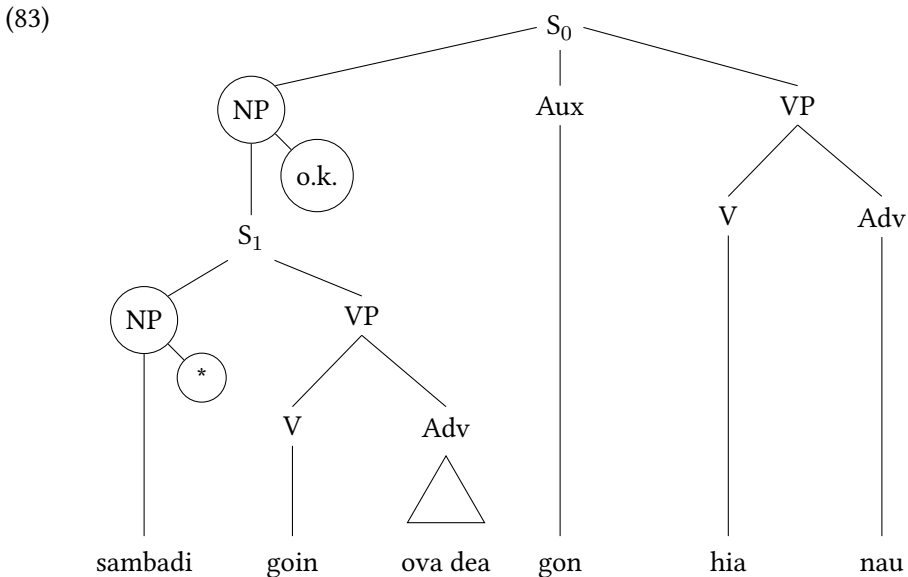 (83)
S₀
NP Aux VP
o.k.
V Adv
S₁
NP VP
*
V Adv
sambadi goin ova dea gon hia nau